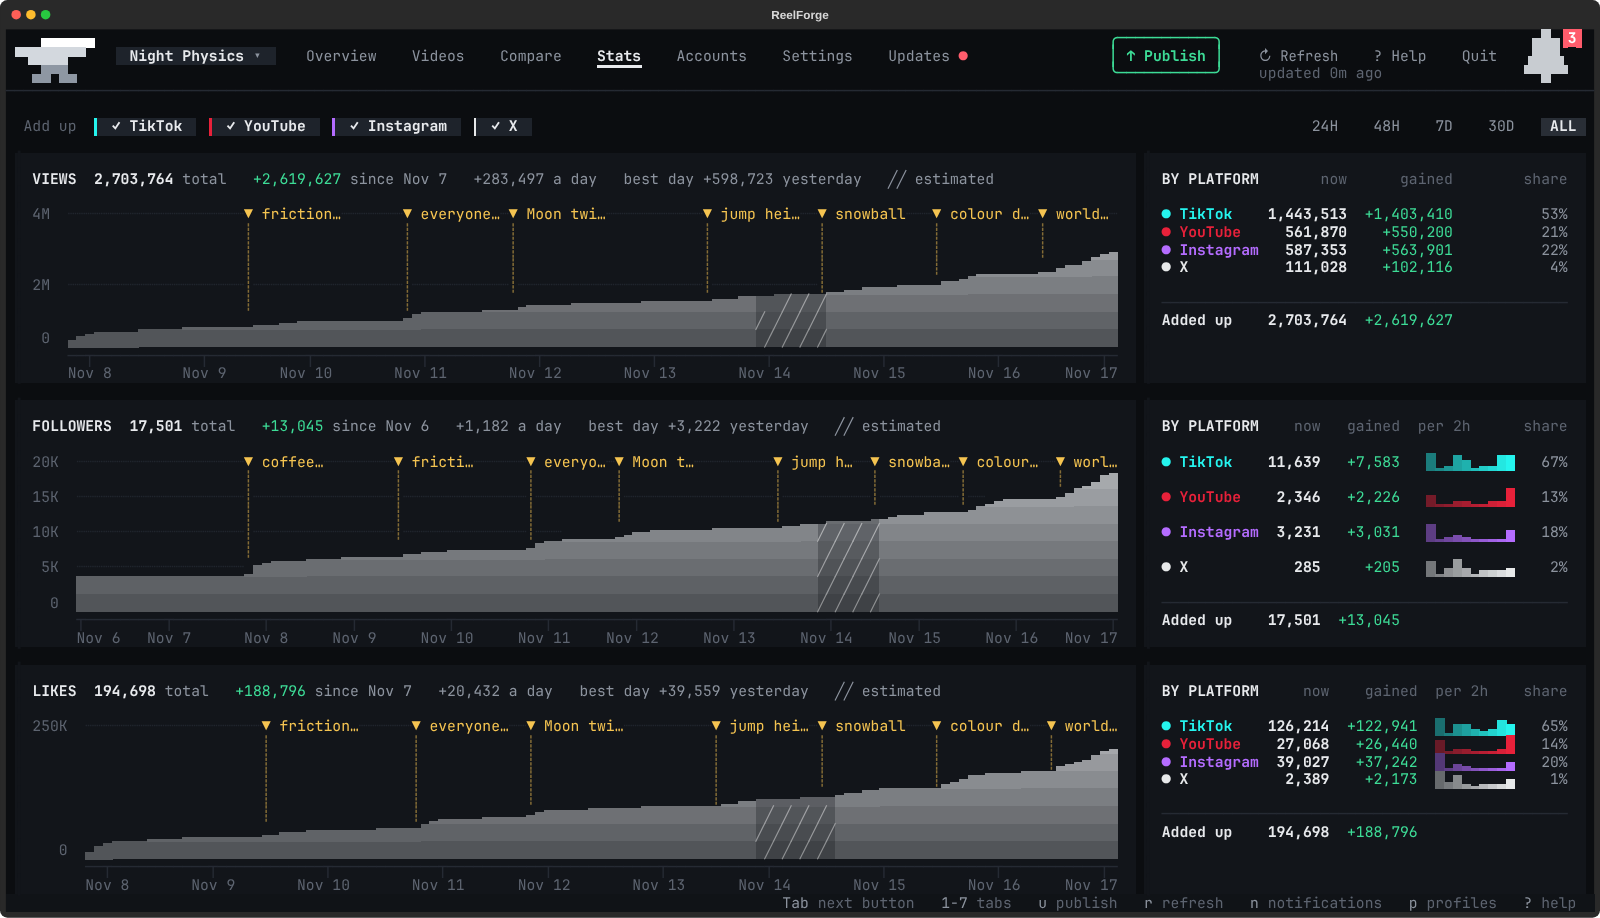 ReelForge
Night Physics ▾ Overview Videos Compare Stats Accounts Settings Updates ● ↑ Publish ↻ Refresh ? Help Quit 3
updated 0m ago
Add up ✓ TikTok ✓ YouTube ✓ Instagram ✓ X 24H 48H 7D 30D ALL
VIEWS 2,703,764 total +2,619,627 since Nov 7 +283,497 a day best day +598,723 yesterday // estimated
4M ▼ friction… ▼ everyone… ▼ Moon twi… ▼ jump hei… ▼ snowball ▼ colour d… ▼ world…
2M
0
Nov 8 Nov 9 Nov 10 Nov 11 Nov 12 Nov 13 Nov 14 Nov 15 Nov 16 Nov 17
BY PLATFORM now gained share
● TikTok 1,443,513 +1,403,410 53%
● YouTube 561,870 +550,200 21%
● Instagram 587,353 +563,901 22%
● X 111,028 +102,116 4%
Added up 2,703,764 +2,619,627
FOLLOWERS 17,501 total +13,045 since Nov 6 +1,182 a day best day +3,222 yesterday // estimated
20K ▼ coffee… ▼ fricti… ▼ everyo… ▼ Moon t… ▼ jump h… ▼ snowba… ▼ colour… ▼ worl…
15K
10K
5K
0
Nov 6 Nov 7 Nov 8 Nov 9 Nov 10 Nov 11 Nov 12 Nov 13 Nov 14 Nov 15 Nov 16 Nov 17
BY PLATFORM now gained per 2h share
● TikTok 11,639 +7,583 67%
● YouTube 2,346 +2,226 13%
● Instagram 3,231 +3,031 18%
● X 285 +205 2%
Added up 17,501 +13,045
LIKES 194,698 total +188,796 since Nov 7 +20,432 a day best day +39,559 yesterday // estimated
250K ▼ friction… ▼ everyone… ▼ Moon twi… ▼ jump hei… ▼ snowball ▼ colour d… ▼ world…
0
Nov 8 Nov 9 Nov 10 Nov 11 Nov 12 Nov 13 Nov 14 Nov 15 Nov 16 Nov 17
BY PLATFORM now gained per 2h share
● TikTok 126,214 +122,941 65%
● YouTube 27,068 +26,440 14%
● Instagram 39,027 +37,242 20%
● X 2,389 +2,173 1%
Added up 194,698 +188,796
Tab next button 1-7 tabs u publish r refresh n notifications p profiles ? help